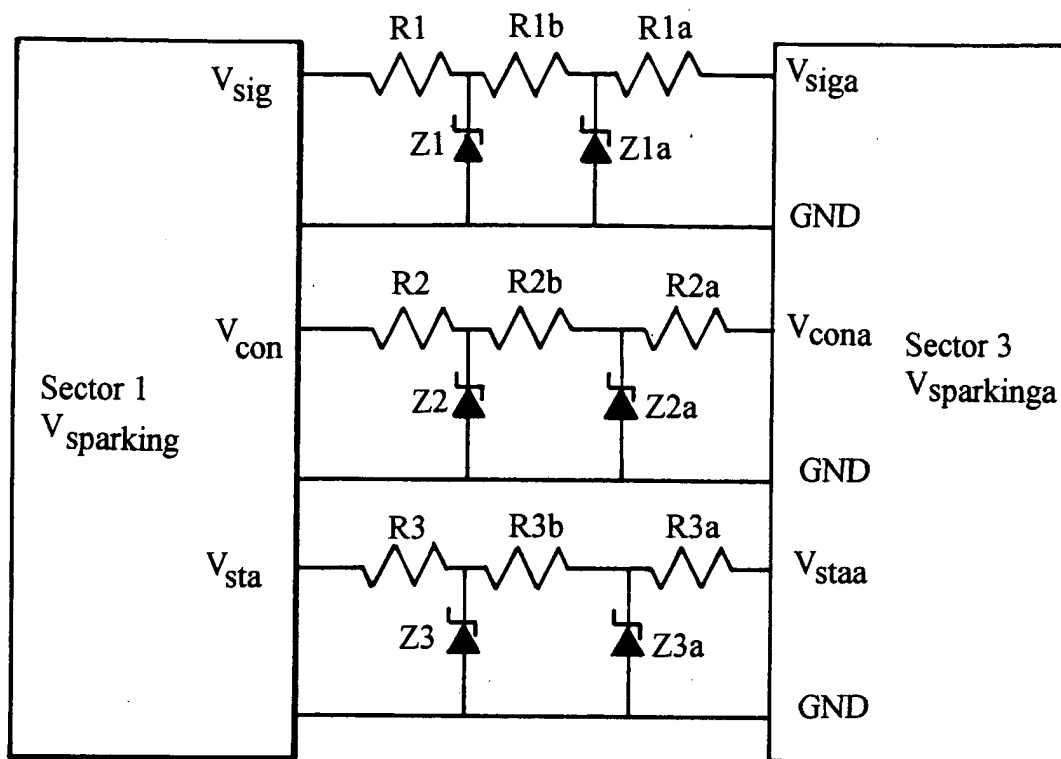 R1 R1b R1a
Vsig Vsiga
Z1 Z1a
GND
R2 R2b R2a
Vcon Vcona
Sector 1
Vsparking
Sector 3
Vsparkinga
Z2 Z2a
GND
R3 R3b R3a
Vsta Vstaa
Z3 Z3a
GND